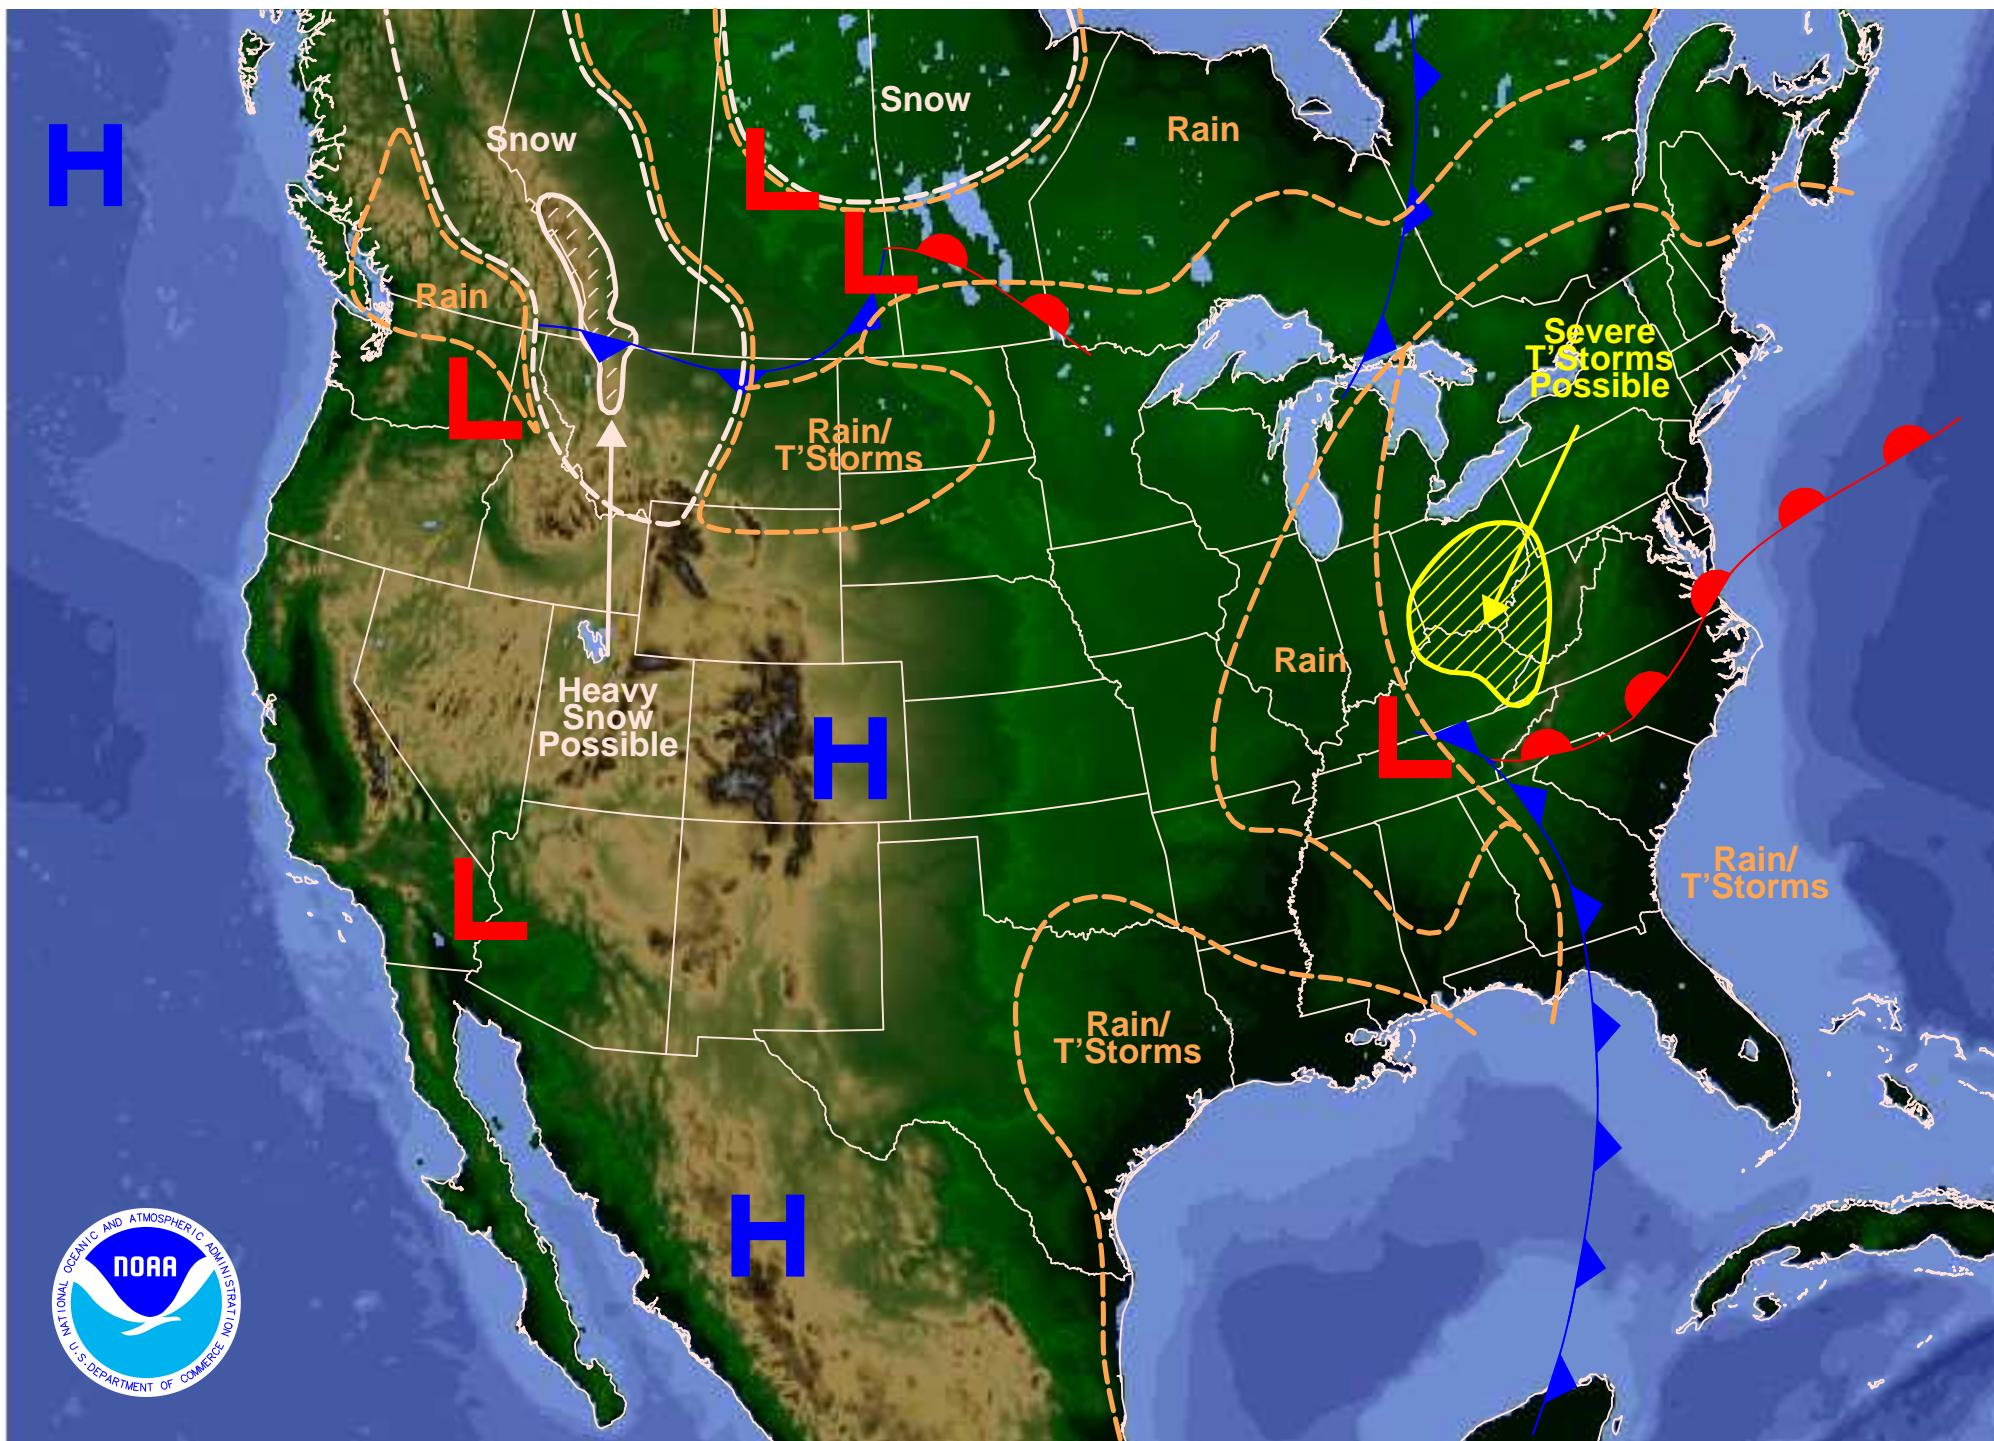 Snow
Snow
Rain
H
L
L
Rain
Severe
T'Storms
Possible
L
Rain/
T'Storms
Rain
Heavy
Snow
Possible
L
H
Rain/
T'Storms
L
Rain/
T'Storms
H
NATIONAL OCEANIC AND ATMOSPHERIC ADMINISTRATION
NOAA
U.S. DEPARTMENT OF COMMERCE